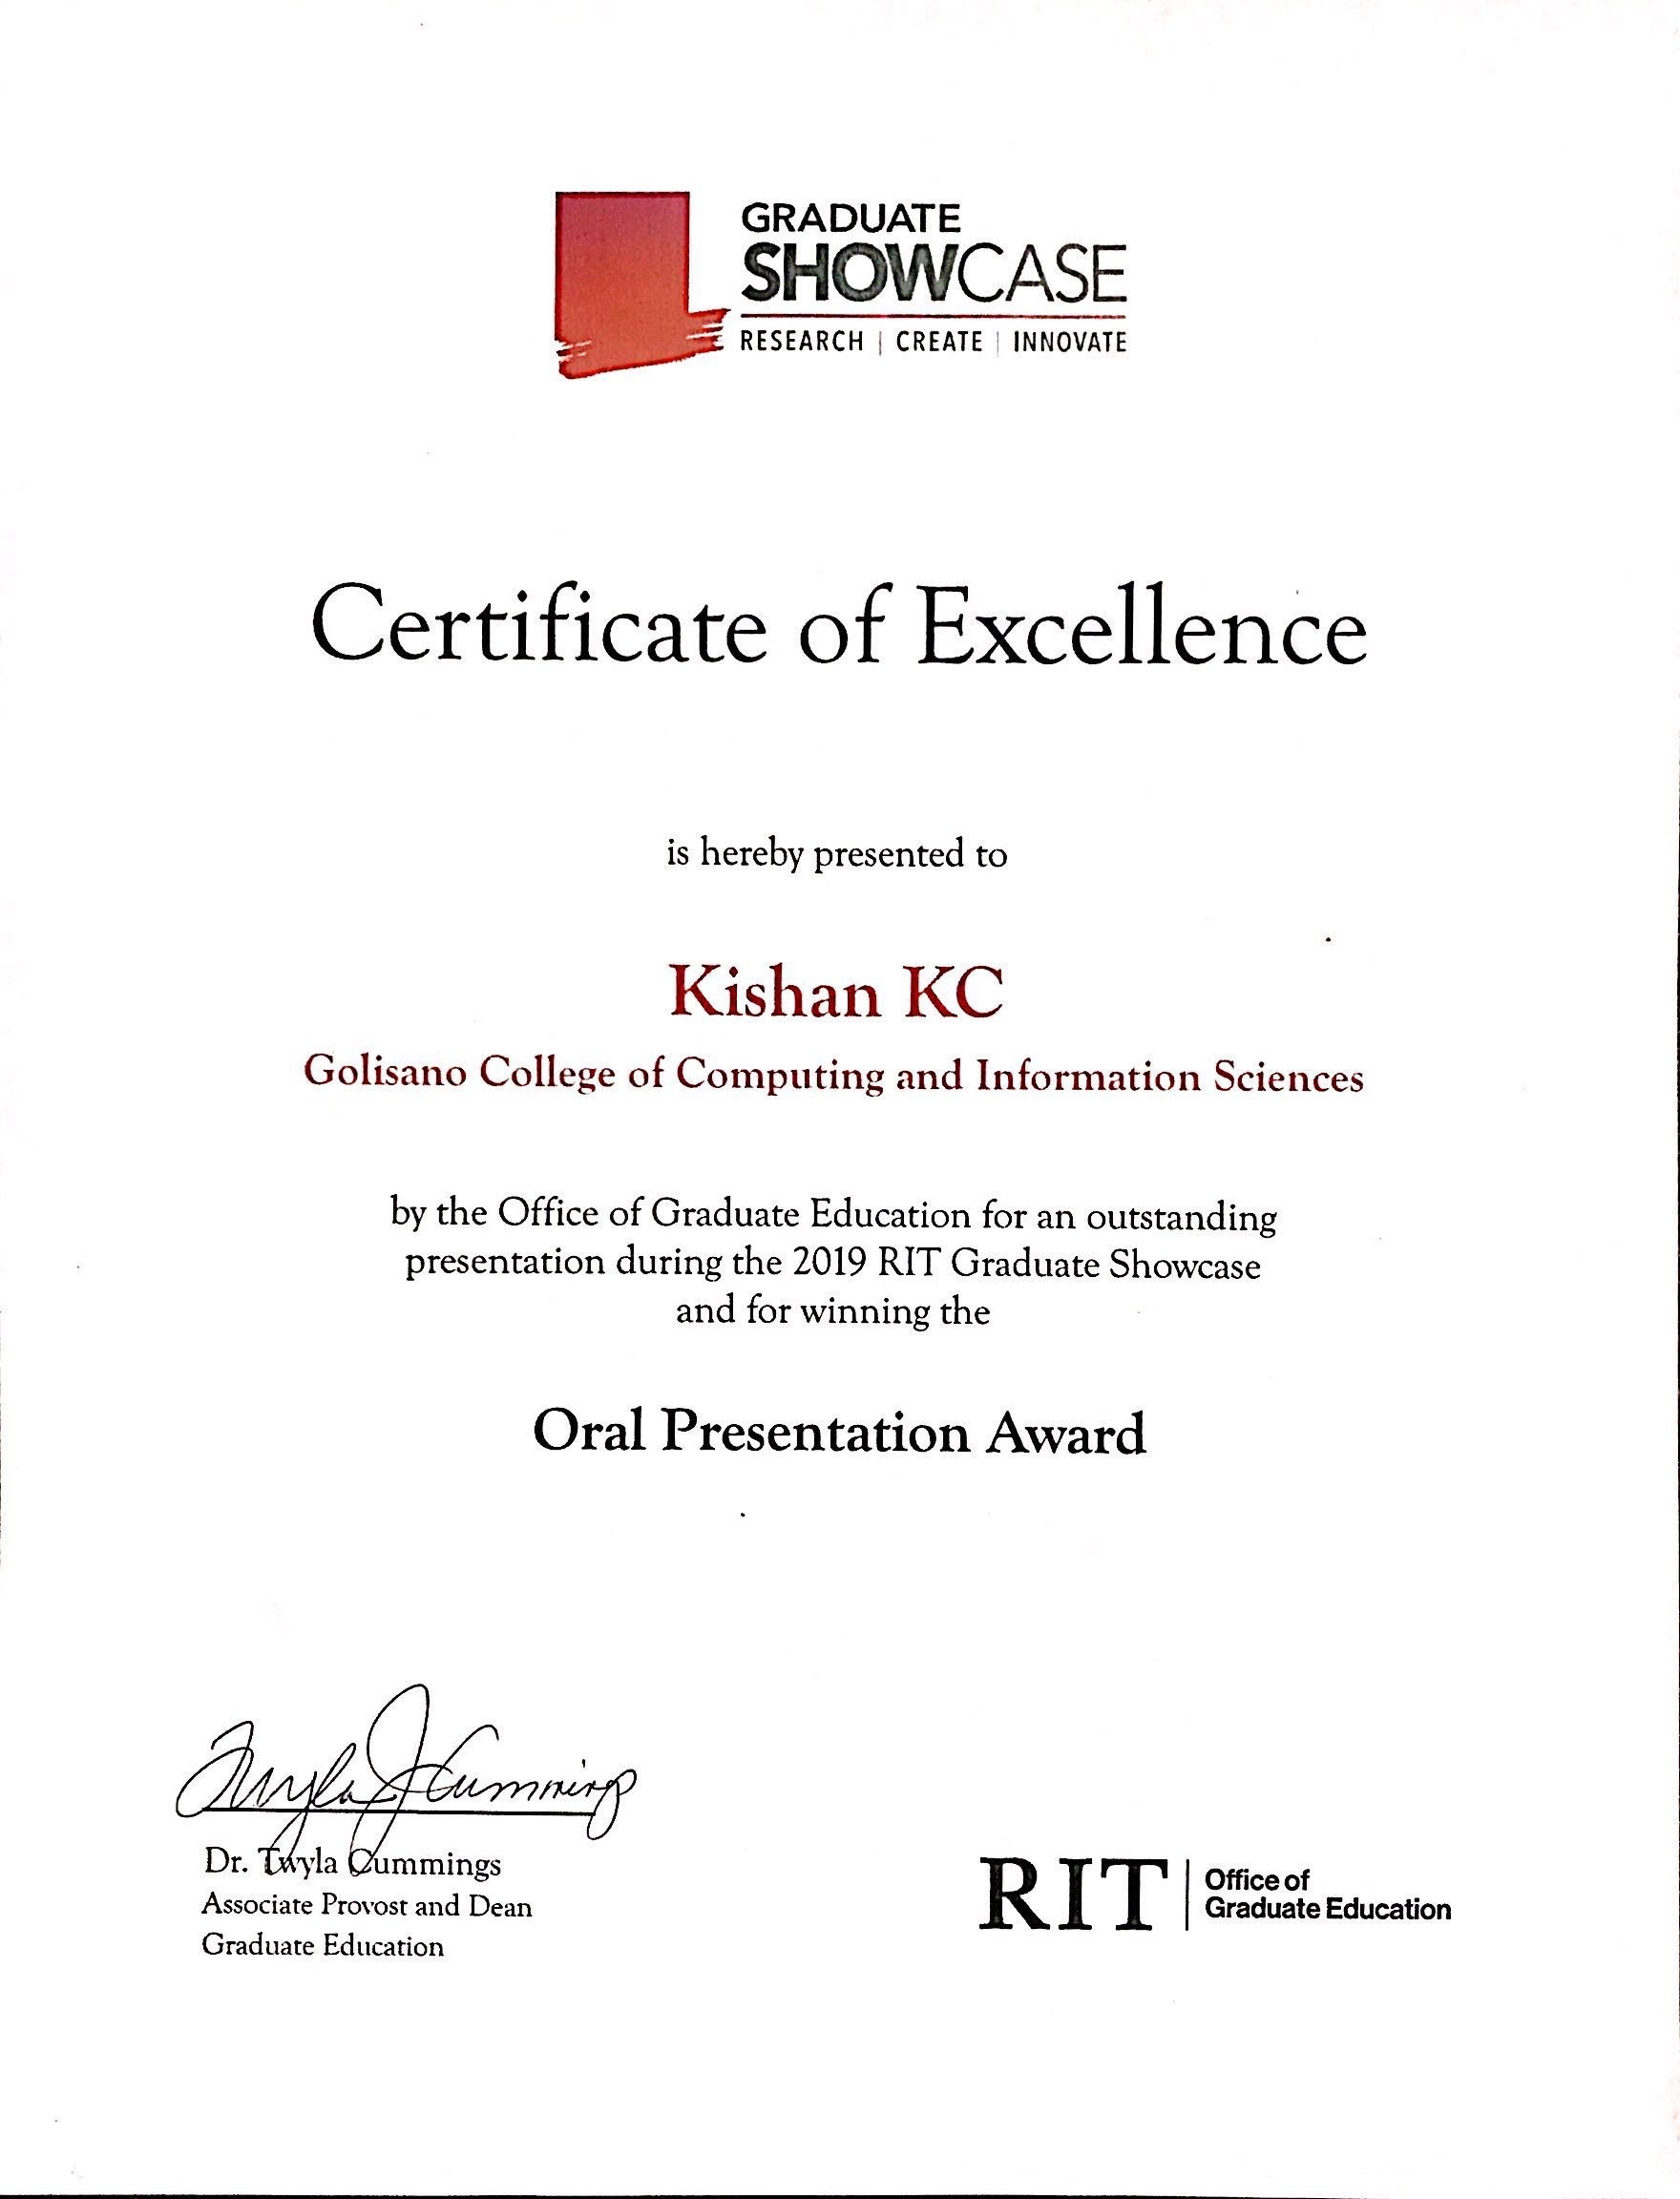 GRADUATE
SHOWCASE
RESEARCH | CREATE | INNOVATE
Certificate of Excellence
is hereby presented to
Kishan KC
Golisano College of Computing and Information Sciences
by the Office of Graduate Education for an outstanding
presentation during the 2019 RIT Graduate Showcase
and for winning the
Oral Presentation Award
Twyla J Cummings
Dr. Twyla Cummings
Associate Provost and Dean
Graduate Education
RIT | Office of
Graduate Education